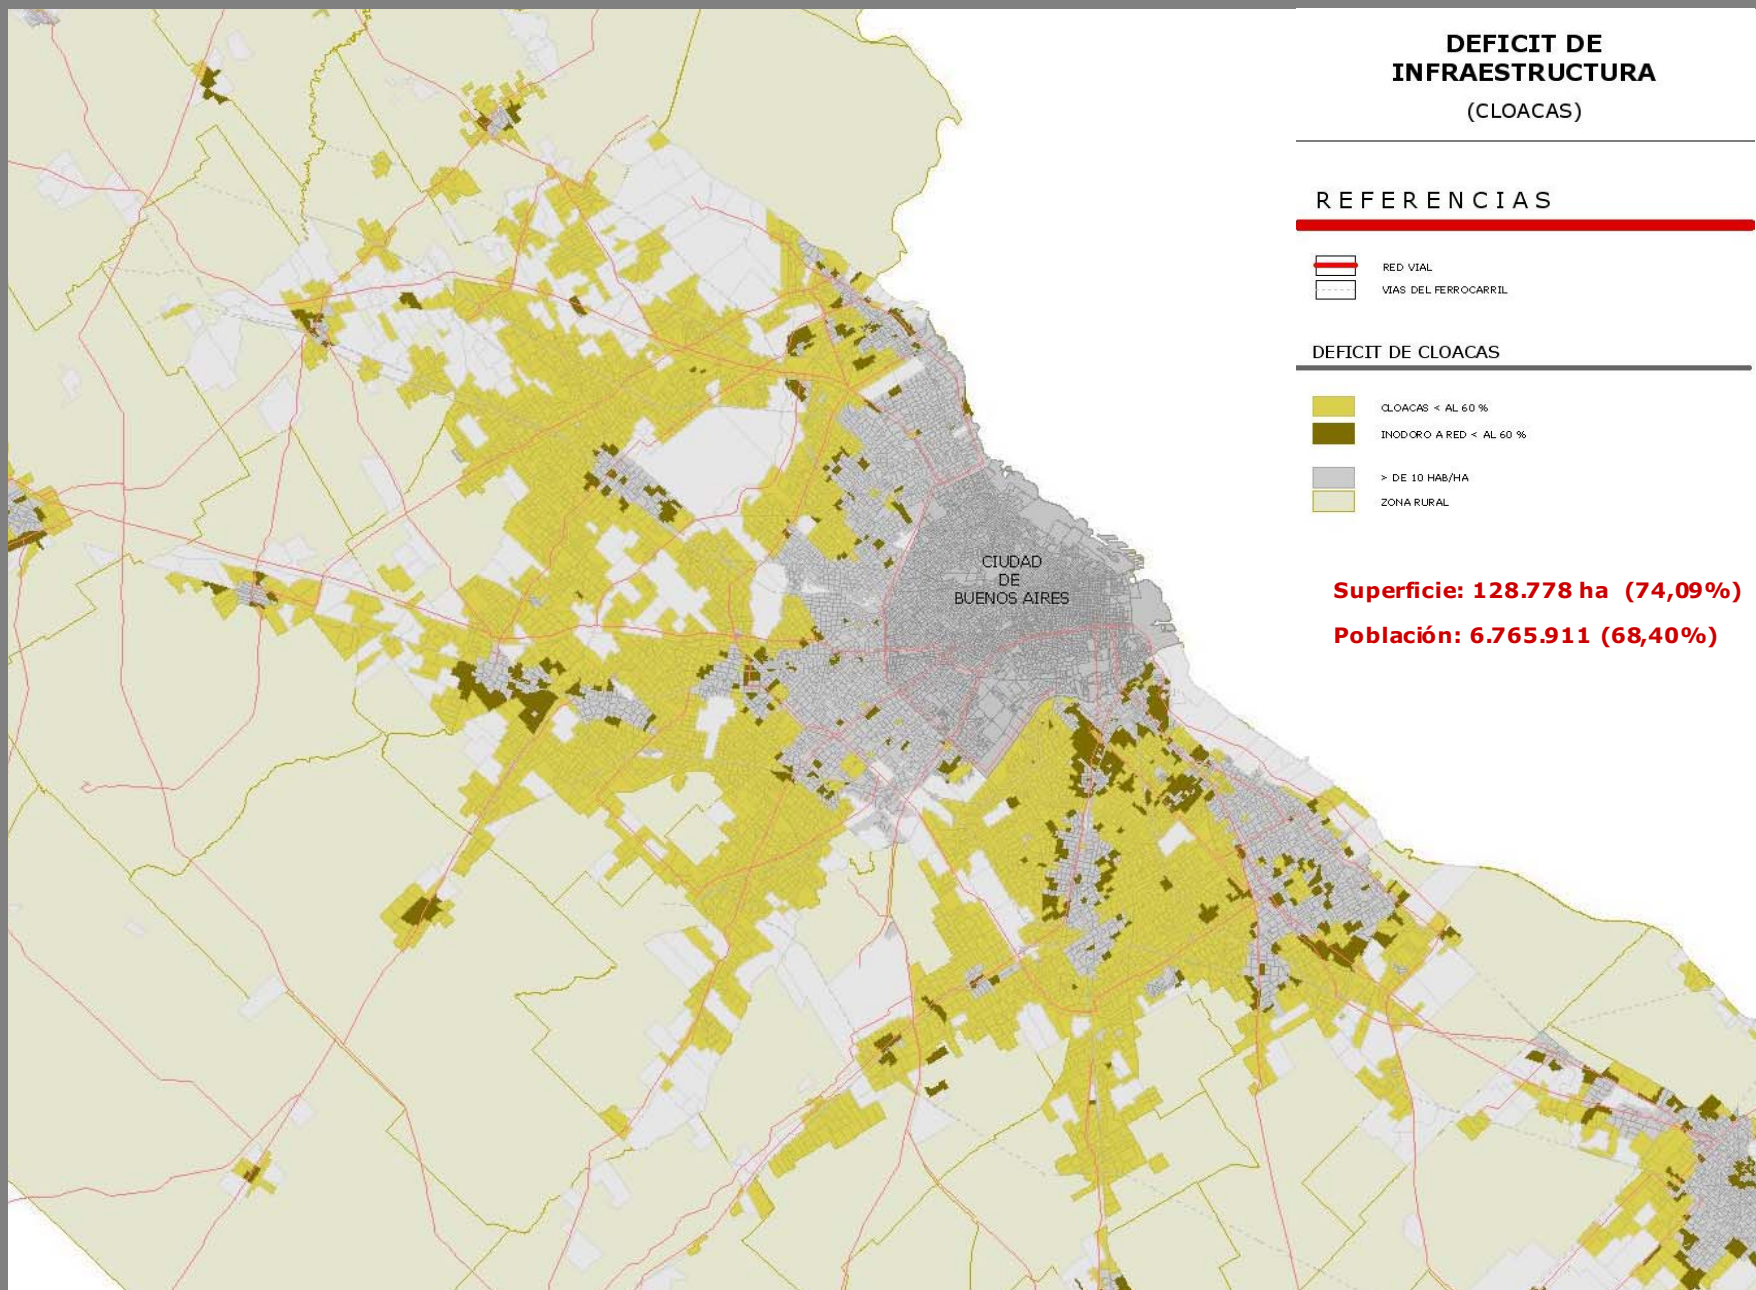 DEFICIT DE
INFRAESTRUCTURA
(CLOACAS)
REFERENCIAS
RED VIAL
VIAS DEL FERROCARRIL
DEFICIT DE CLOACAS
CLOACAS < AL 60 %
INODORO A RED < AL 60 %
> DE 10 HAB/HA
ZONA RURAL
Superficie: 128.778 ha (74,09%)
Población: 6.765.911 (68,40%)
CIUDAD
DE
BUENOS AIRES